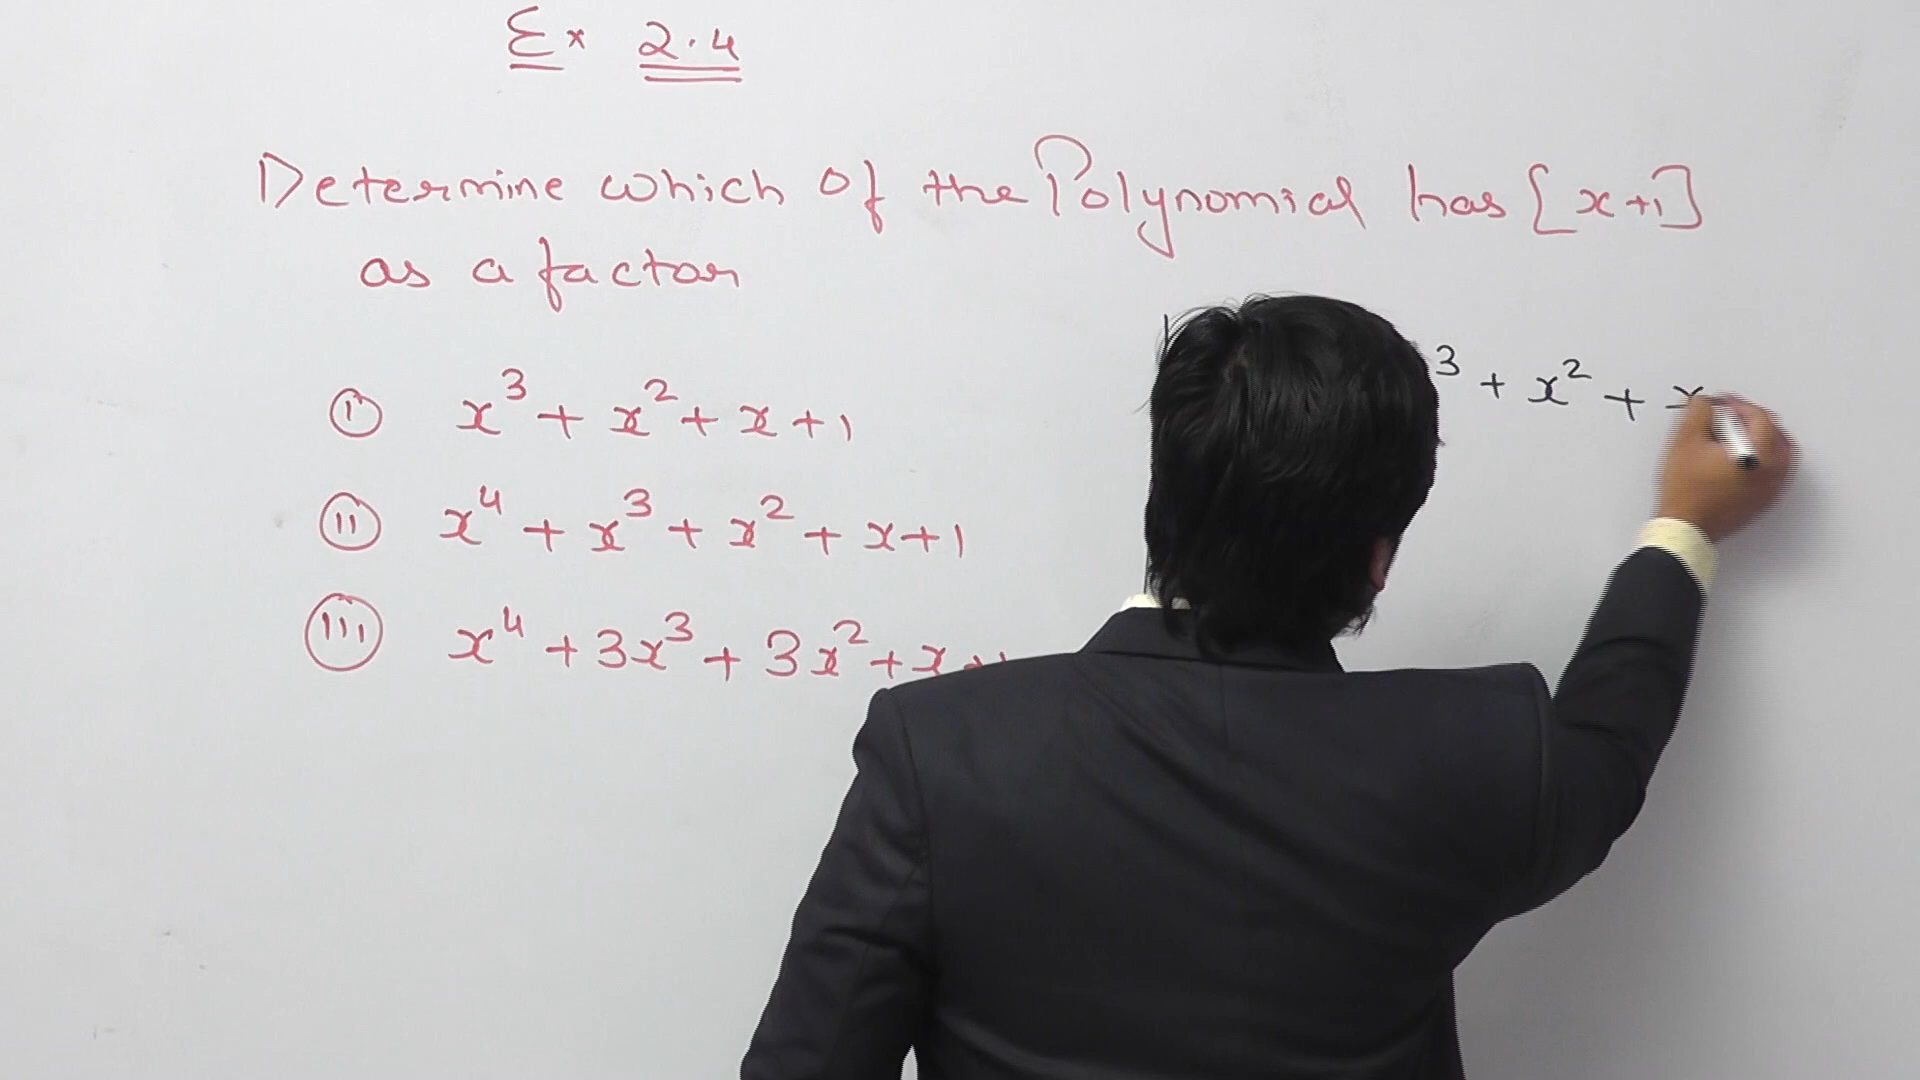 Ex 2.4
Determine which of the Polynomial has [x+1]
as a factor
(i) x³ + x² + x + 1
(ii) x⁴ + x³ + x² + x + 1
(iii) x⁴ + 3x³ + 3x² + x +
³ + x² + x